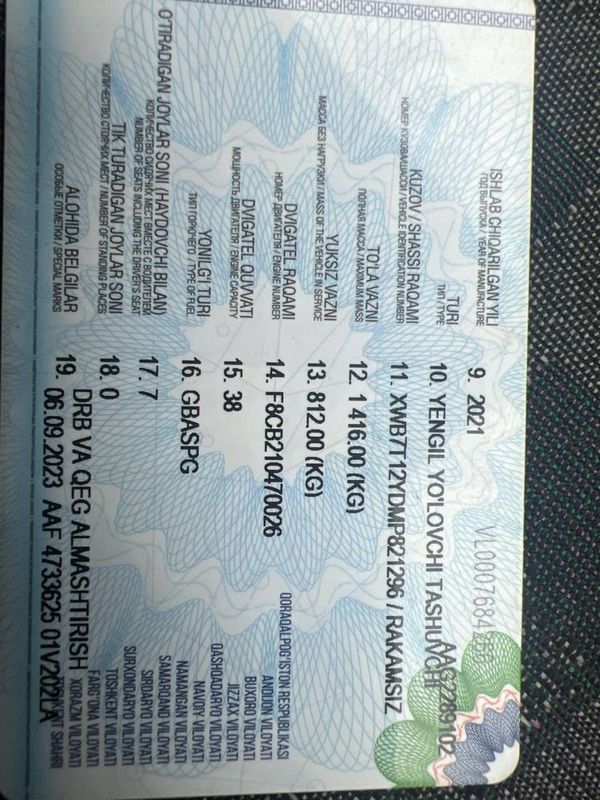 AAG2289102
ISHLAB CHIQARILGAN YILI 9. 2021
ГОД ВЫПУСКА / YEAR OF MANUFACTURE
TURI 10. YENGIL YO'LOVCHI TASHUVCHI
ТИП / TYPE
KUZOV / SHASSI RAQAMI 11. XWB7T12YDMP821296 / RAKAMSIZ
НОМЕР КУЗОВА/ШАССИ / VEHICLE IDENTIFICATION NUMBER
TO'LA VAZNI 12. 1 416.00 (KG)
ПОЛНАЯ МАССА / MAXIMUM MASS
YUKSIZ VAZNI 13. 812.00 (KG)
МАССА БЕЗ НАГРУЗКИ / MASS OF THE VEHICLE IN SERVICE
DVIGATEL RAQAMI 14. F8CB210470026
НОМЕР ДВИГАТЕЛЯ / ENGINE NUMBER
DVIGATEL QUVVATI 15. 38
МОЩНОСТЬ ДВИГАТЕЛЯ / ENGINE CAPACITY
YONILG'I TURI 16. GBASPG
ТИП ГОРЮЧЕГО / TYPE OF FUEL
O'TIRADIGAN JOYLAR SONI (HAYDOVCHI BILAN) 17. 7
КОЛИЧЕСТВО СИДЯЧИХ МЕСТ ВМЕСТЕ С ВОДИТЕЛЕМ
NUMBER OF SEATS INCLUDING THE DRIVER'S SEAT
TIK TURADIGAN JOYLAR SONI 18. 0
КОЛИЧЕСТВО СТОЯЧИХ МЕСТ / NUMBER OF STANDING PLACES
DRB VA QEG ALMASHTIRISH
ALOHIDA BELGILAR 19. 06.09.2023 AAF 4733625 01V202LA
ОСОБЫЕ ОТМЕТКИ / SPECIAL MARKS
QORAQALPOG'ISTON RESPUBLIKASI
ANDIJON VILOYATI
BUXORO VILOYATI
JIZZAX VILOYATI
QASHQADARYO VILOYATI
NAVOIY VILOYATI
NAMANGAN VILOYATI
SAMARQAND VILOYATI
SIRDARYO VILOYATI
SURXONDARYO VILOYATI
TOSHKENT VILOYATI
FARG'ONA VILOYATI
XORAZM VILOYATI
TOSHKENT SHAHRI